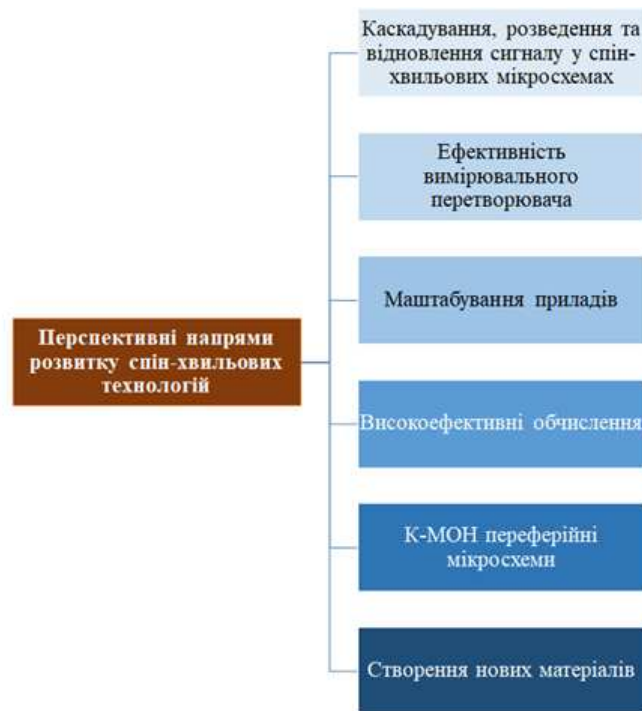 Каскадування, розведення та
відновлення сигналу у спін-
хвильових мікросхемах
Ефективність
вимірювального
перетворювача
Маштабування приладів
Перспективні напрями
розвитку спін-хвильових
технологій
Високоефективні обчислення
К-МОН переферійні
мікросхеми
Створення нових матеріалів